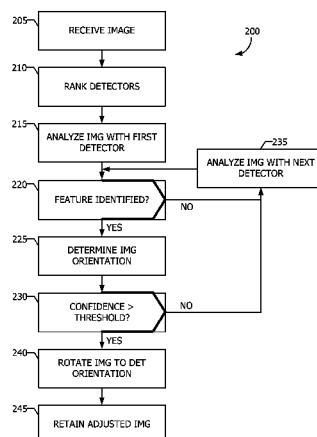 205
RECEIVE IMAGE
200
210
RANK DETECTORS
215
ANALYZE IMG WITH FIRST
DETECTOR
235
ANALYZE IMG WITH NEXT
DETECTOR
220
FEATURE IDENTIFIED?
NO
YES
225
DETERMINE IMG
ORIENTATION
230
CONFIDENCE >
THRESHOLD?
NO
YES
240
ROTATE IMG TO DET
ORIENTATION
245
RETAIN ADJUSTED IMG